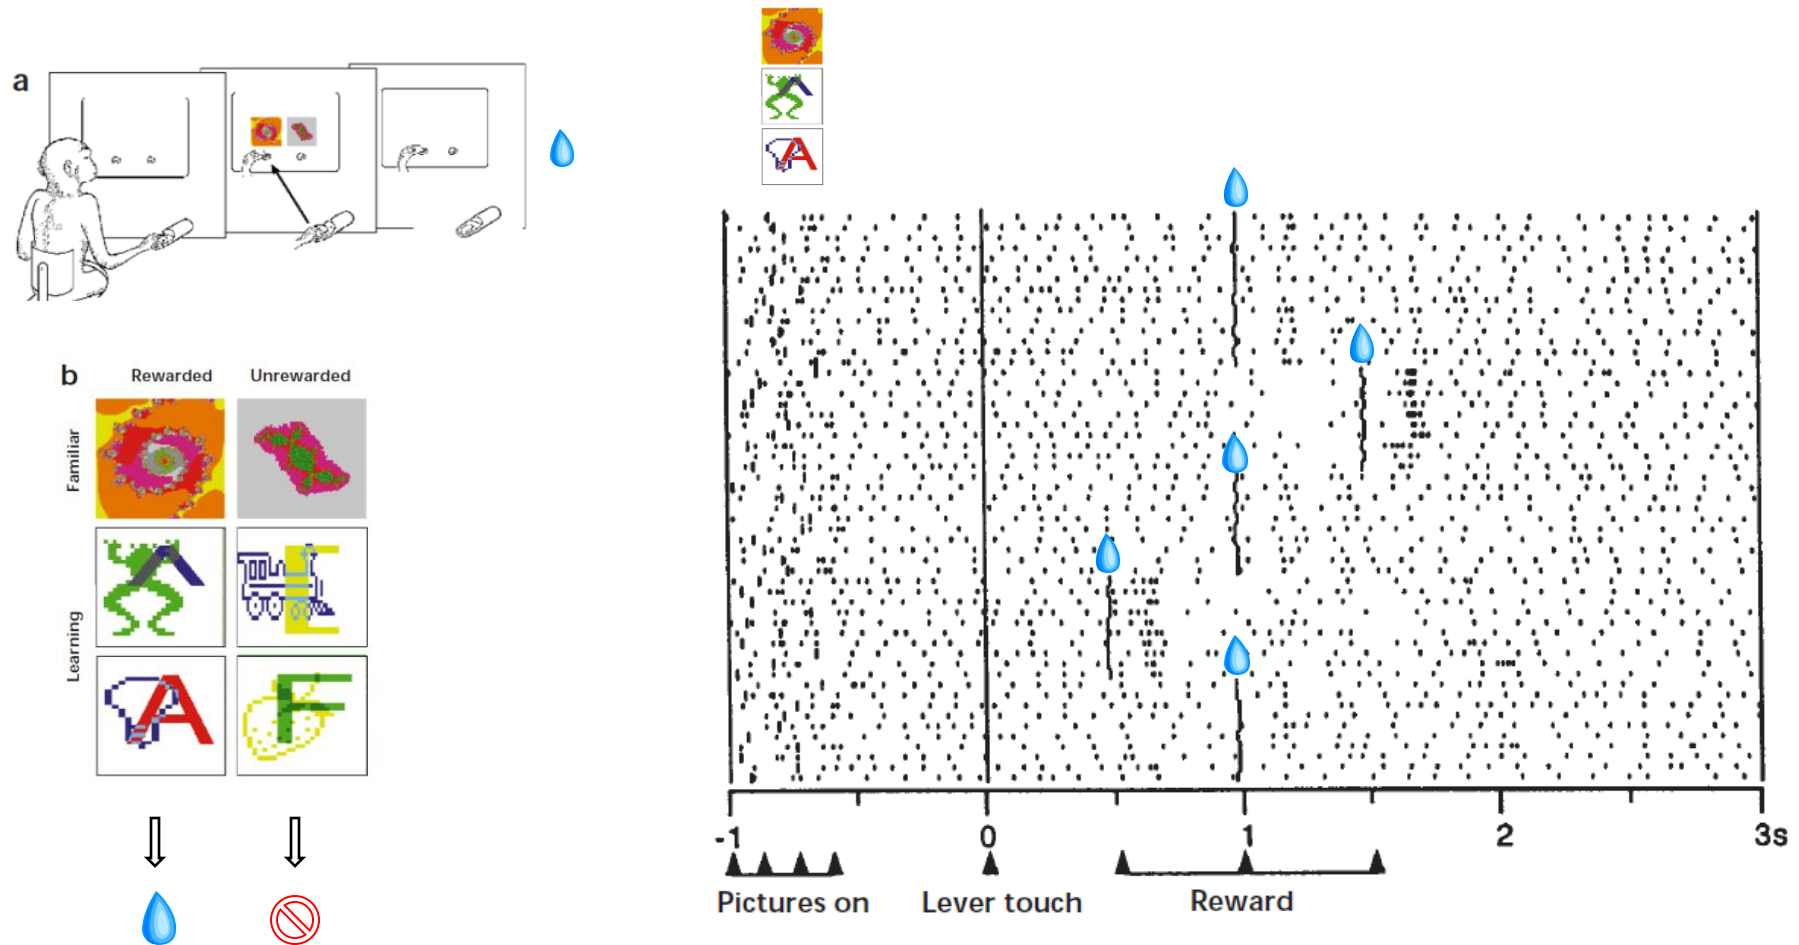 a
b
Rewarded
Unrewarded
Familiar
Learning
-1
0
1
2
3s
Pictures on
Lever touch
Reward